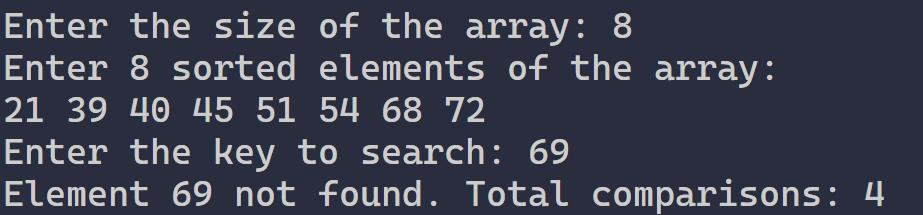 Enter the size of the array: 8
Enter 8 sorted elements of the array:
21 39 40 45 51 54 68 72
Enter the key to search: 69
Element 69 not found. Total comparisons: 4